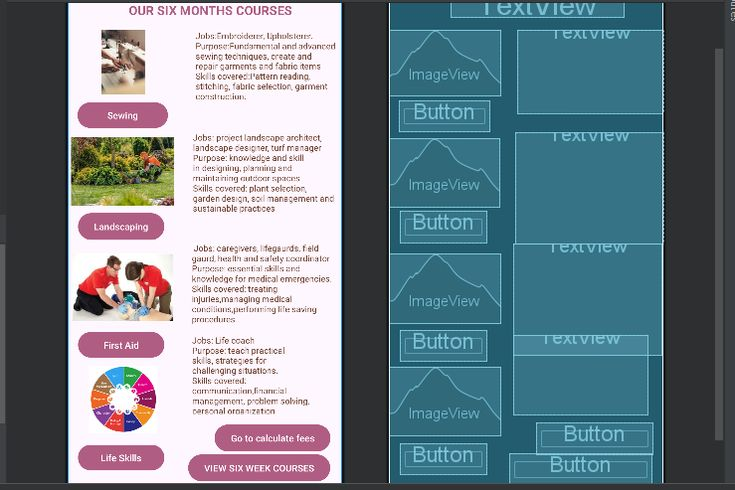 OUR SIX MONTHS COURSES
Jobs:Embroiderer, Upholsterer.
Purpose:Fundamental and advanced
sewing techniques, create and
repair garments and fabric items
Skills covered:Pattern reading,
stitching, fabric selection, garment
construction.
Sewing
Jobs: project landscape architect,
landscape designer, turf manager
Purpose: knowledge and skill
in designing, planning and
maintaining outdoor spaces
Skills covered: plant selection,
garden design, soil management and
sustainable practices
Landscaping
Jobs: caregivers, lifegaurds, field
gaurd, health and safety coordinator
Purpose: essential skills and
knowledge for medical emergencies.
Skills covered: treating
injuries,managing medical
conditions,performing life saving
procedures
First Aid
Jobs: Life coach
Purpose: teach practical
skills, strategies for
challenging situations.
Skills covered:
communication,financial
management, problem solving,
personal organization
Life Skills
Go to calculate fees
VIEW SIX WEEK COURSES
TextView
TextView
ImageView
Button
TextView
ImageView
Button
TextView
ImageView
Button
TextView
ImageView
Button
Button
Button